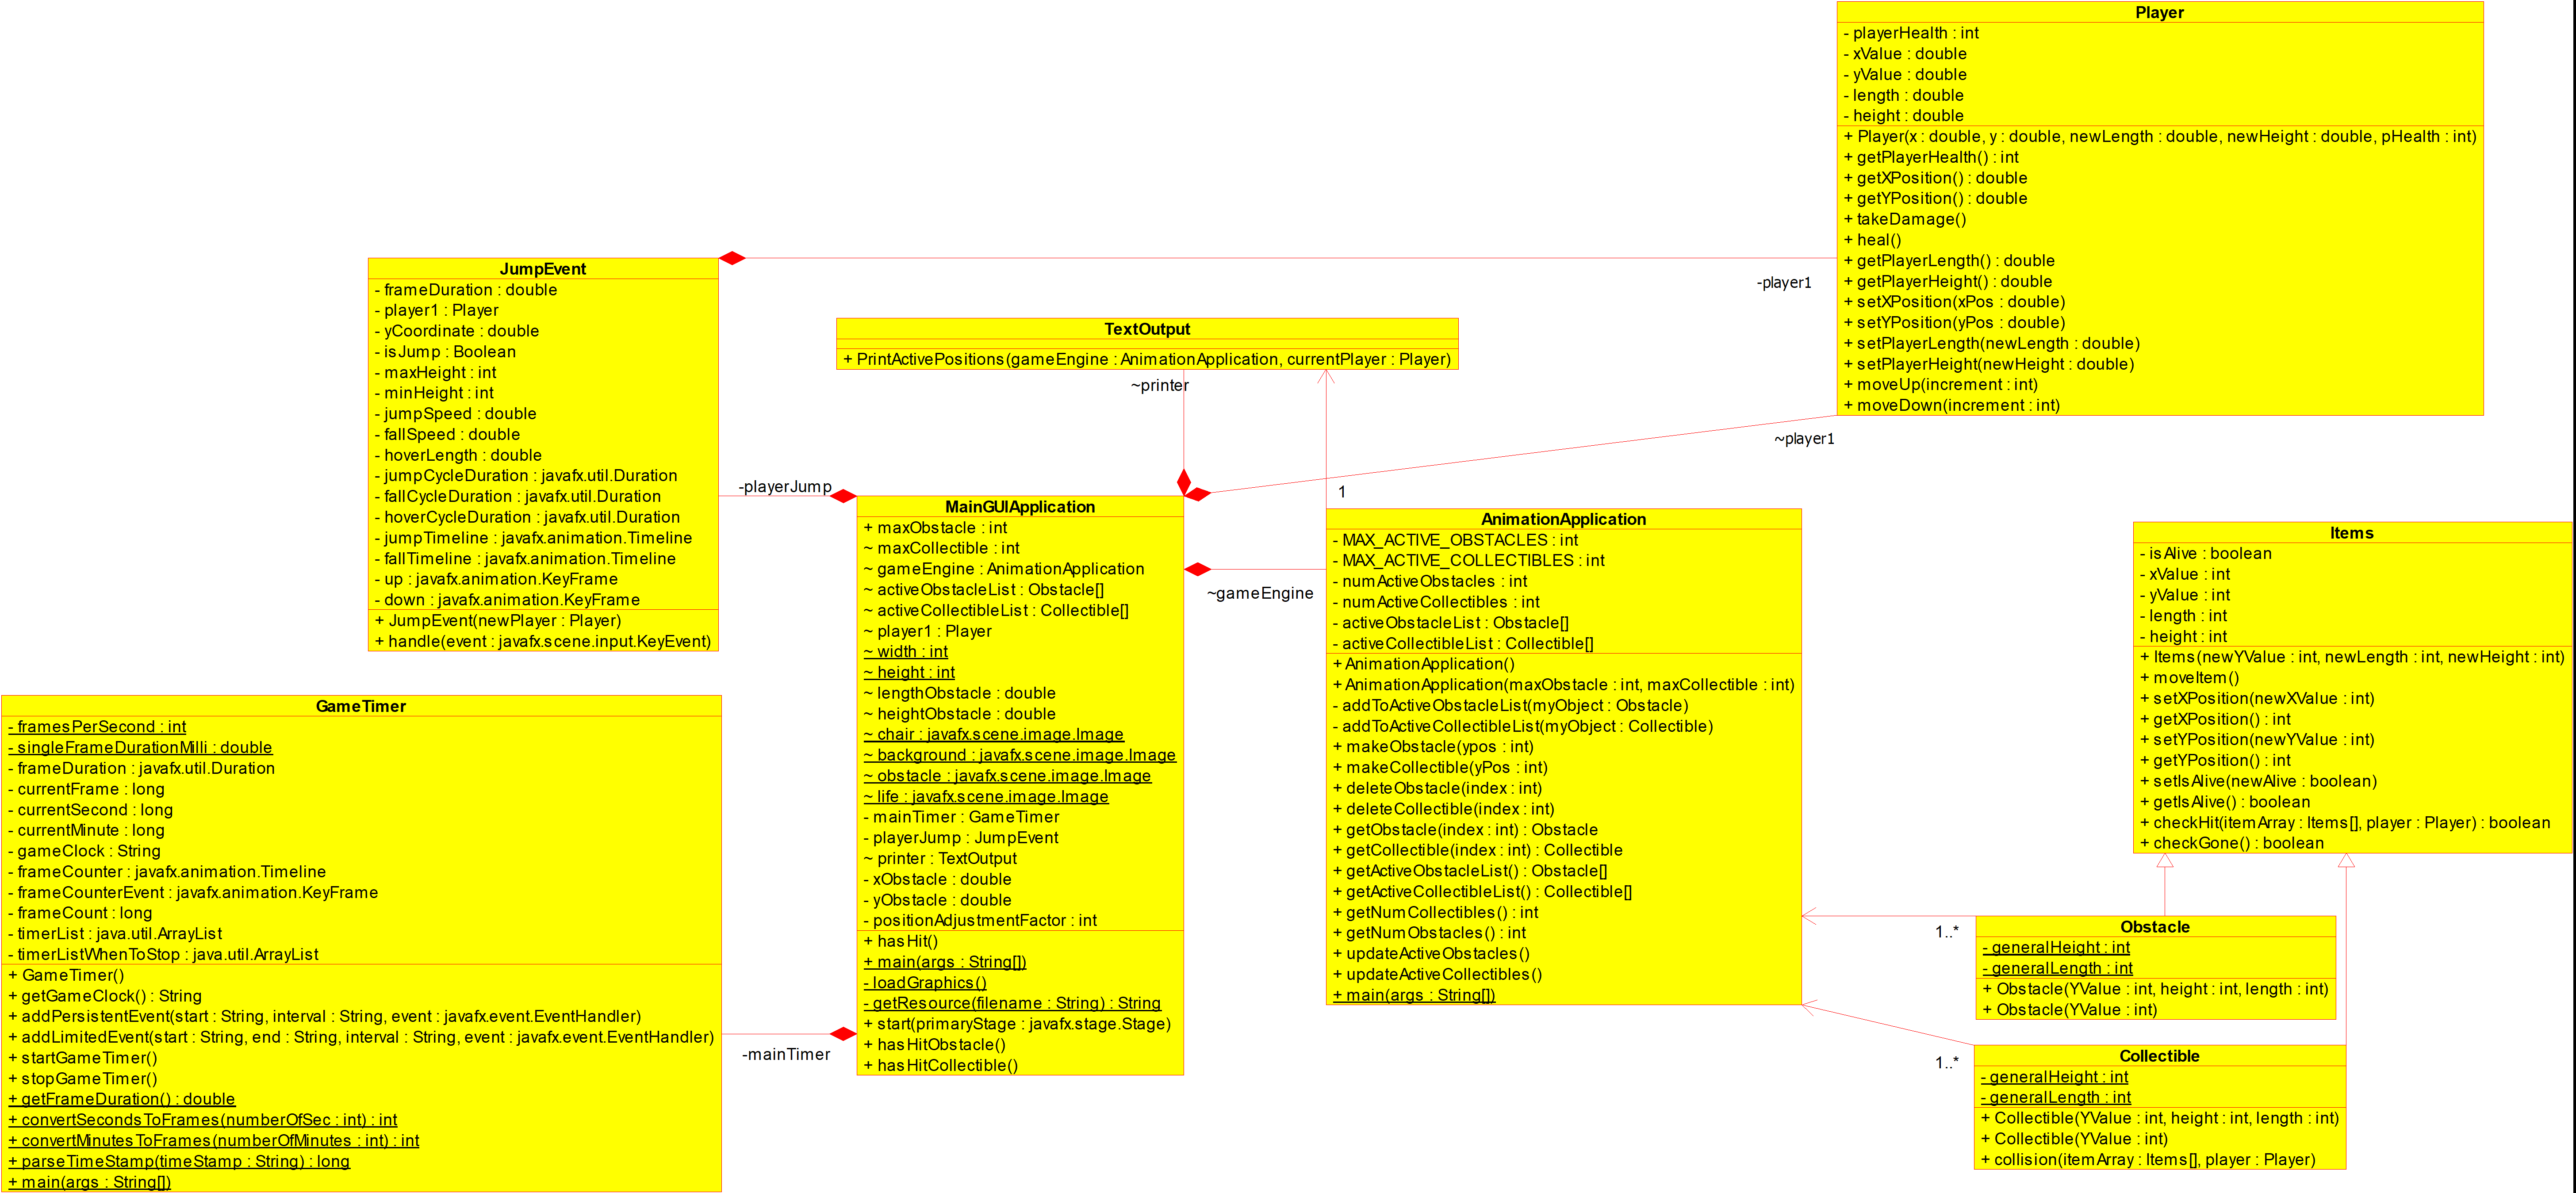 Player
- playerHealth : int
- xValue : double
- yValue : double
- length : double
- height : double
+ Player(x : double, y : double, newLength : double, newHeight : double, pHealth : int)
+ getPlayerHealth() : int
+ getXPosition() : double
+ getYPosition() : double
+ takeDamage()
+ heal()
+ getPlayerLength() : double
+ getPlayerHeight() : double
+ setXPosition(xPos : double)
+ setYPosition(yPos : double)
+ setPlayerLength(newLength : double)
+ setPlayerHeight(newHeight : double)
+ moveUp(increment : int)
+ moveDown(increment : int)
-player1
~player1
JumpEvent
- frameDuration : double
- player1 : Player
- yCoordinate : double
- isJump : Boolean
- maxHeight : int
- minHeight : int
- jumpSpeed : double
- fallSpeed : double
- hoverLength : double
- jumpCycleDuration : javafx.util.Duration
- fallCycleDuration : javafx.util.Duration
- hoverCycleDuration : javafx.util.Duration
- jumpTimeline : javafx.animation.Timeline
- fallTimeline : javafx.animation.Timeline
- up : javafx.animation.KeyFrame
- down : javafx.animation.KeyFrame
+ JumpEvent(newPlayer : Player)
+ handle(event : javafx.scene.input.KeyEvent)
TextOutput
+ PrintActivePositions(gameEngine : AnimationApplication, currentPlayer : Player)
~printer
-playerJump
1
MainGUIApplication
+ maxObstacle : int
~ maxCollectible : int
~ gameEngine : AnimationApplication
~ activeObstacleList : Obstacle[]
~ activeCollectibleList : Collectible[]
~ player1 : Player
~ width : int
~ height : int
~ lengthObstacle : double
~ heightObstacle : double
~ chair : javafx.scene.image.Image
~ background : javafx.scene.image.Image
~ obstacle : javafx.scene.image.Image
~ life : javafx.scene.image.Image
- mainTimer : GameTimer
- playerJump : JumpEvent
~ printer : TextOutput
- xObstacle : double
- yObstacle : double
- positionAdjustmentFactor : int
+ hasHit()
+ main(args : String[])
- loadGraphics()
- getResource(filename : String) : String
+ start(primaryStage : javafx.stage.Stage)
+ hasHitObstacle()
+ hasHitCollectible()
~gameEngine
AnimationApplication
- MAX_ACTIVE_OBSTACLES : int
- MAX_ACTIVE_COLLECTIBLES : int
- numActiveObstacles : int
- numActiveCollectibles : int
- activeObstacleList : Obstacle[]
- activeCollectibleList : Collectible[]
+ AnimationApplication()
+ AnimationApplication(maxObstacle : int, maxCollectible : int)
- addToActiveObstacleList(myObject : Obstacle)
- addToActiveCollectibleList(myObject : Collectible)
+ makeObstacle(ypos : int)
+ makeCollectible(yPos : int)
+ deleteObstacle(index : int)
+ deleteCollectible(index : int)
+ getObstacle(index : int) : Obstacle
+ getCollectible(index : int) : Collectible
+ getActiveObstacleList() : Obstacle[]
+ getActiveCollectibleList() : Collectible[]
+ getNumCollectibles() : int
+ getNumObstacles() : int
+ updateActiveObstacles()
+ updateActiveCollectibles()
+ main(args : String[])
Items
- isAlive : boolean
- xValue : int
- yValue : int
- length : int
- height : int
+ Items(newYValue : int, newLength : int, newHeight : int)
+ moveItem()
+ setXPosition(newXValue : int)
+ getXPosition() : int
+ setYPosition(newYValue : int)
+ getYPosition() : int
+ setIsAlive(newAlive : boolean)
+ getIsAlive() : boolean
+ checkHit(itemArray : Items[], player : Player) : boolean
+ checkGone() : boolean
GameTimer
- framesPerSecond : int
- singleFrameDurationMilli : double
- frameDuration : javafx.util.Duration
- currentFrame : long
- currentSecond : long
- currentMinute : long
- gameClock : String
- frameCounter : javafx.animation.Timeline
- frameCounterEvent : javafx.animation.KeyFrame
- frameCount : long
- timerList : java.util.ArrayList
- timerListWhenToStop : java.util.ArrayList
+ GameTimer()
+ getGameClock() : String
+ addPersistentEvent(start : String, interval : String, event : javafx.event.EventHandler)
+ addLimitedEvent(start : String, end : String, interval : String, event : javafx.event.EventHandler)
+ startGameTimer()
+ stopGameTimer()
+ getFrameDuration() : double
+ convertSecondsToFrames(numberOfSec : int) : int
+ convertMinutesToFrames(numberOfMinutes : int) : int
+ parseTimeStamp(timeStamp : String) : long
+ main(args : String[])
-mainTimer
1..*
Obstacle
- generalHeight : int
- generalLength : int
+ Obstacle(YValue : int, height : int, length : int)
+ Obstacle(YValue : int)
1..*
Collectible
- generalHeight : int
- generalLength : int
+ Collectible(YValue : int, height : int, length : int)
+ Collectible(YValue : int)
+ collision(itemArray : Items[], player : Player)